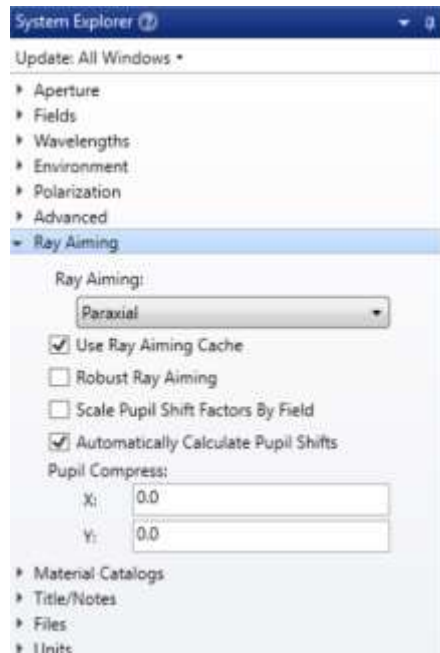 System Explorer ?
Update: All Windows
Aperture
Fields
Wavelengths
Environment
Polarization
Advanced
Ray Aiming
Ray Aiming:
Paraxial
Use Ray Aiming Cache
Robust Ray Aiming
Scale Pupil Shift Factors By Field
Automatically Calculate Pupil Shifts
Pupil Compress:
X: 0.0
Y: 0.0
Material Catalogs
Title/Notes
Files
Units